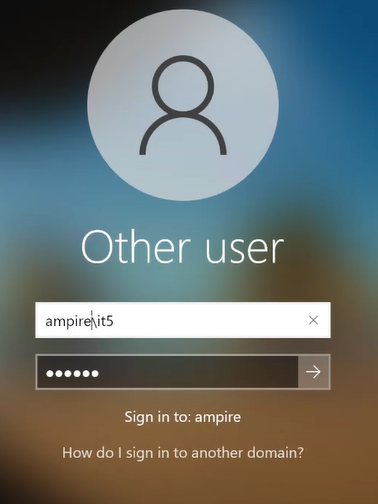 Other user
ampire\it5
••••••
Sign in to: ampire
How do I sign in to another domain?